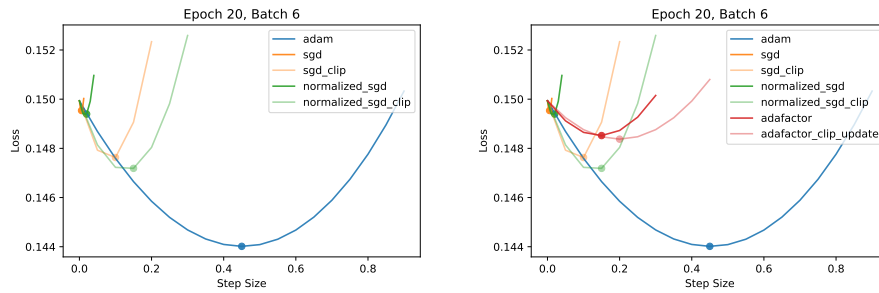 Epoch 20, Batch 6
adam
sgd
sgd_clip
normalized_sgd
normalized_sgd_clip
0.152
0.150
0.148
0.146
0.144
Loss
0.0
0.2
0.4
0.6
0.8
Step Size
Epoch 20, Batch 6
adam
sgd
sgd_clip
normalized_sgd
normalized_sgd_clip
adafactor
adafactor_clip_update
0.152
0.150
0.148
0.146
0.144
Loss
0.0
0.2
0.4
0.6
0.8
Step Size